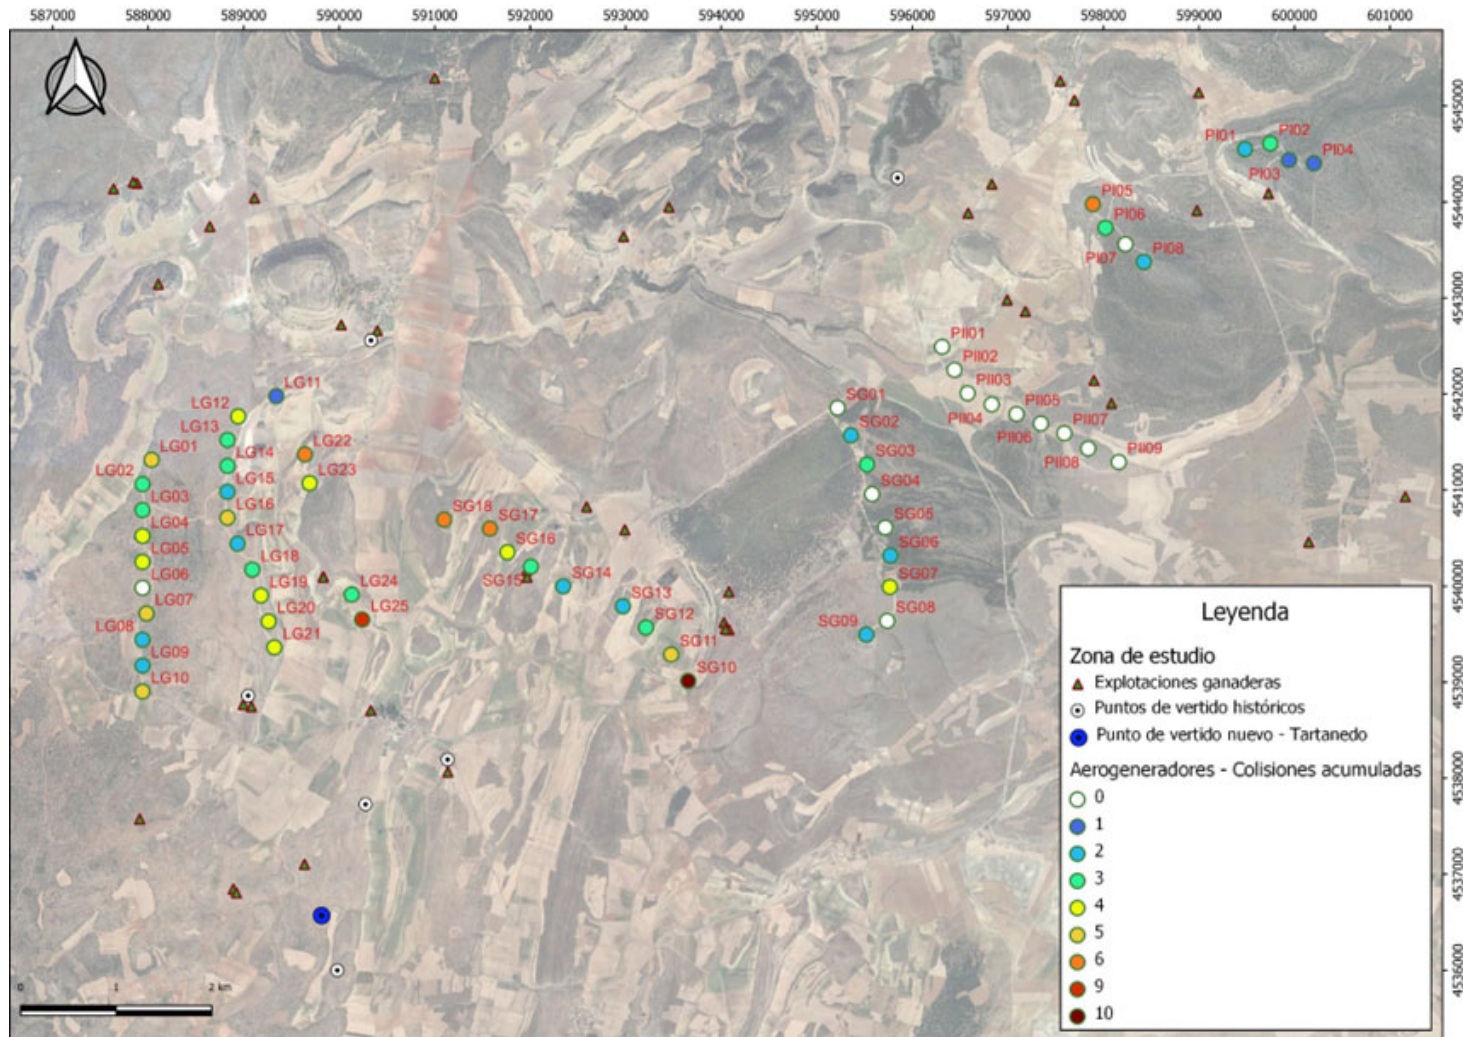 587000 588000 589000 590000 591000 592000 593000 594000 595000 596000 597000 598000 599000 600000 601000
4545000
4544000
4543000
4542000
4541000
4540000
4539000
4538000
4537000
4536000
PI01
PI02
PI03
PI04
PI05
PI06
PI07
PI08
PII01
PII02
PII03
PII04
PII05
PII06
PII07
PII08
PII09
LG11
LG12
LG13
LG14
LG15
LG16
LG17
LG18
LG19
LG20
LG21
LG01
LG02
LG03
LG04
LG05
LG06
LG07
LG08
LG09
LG10
LG22
LG23
LG24
LG25
SG18
SG17
SG16
SG15
SG14
SG13
SG12
SG11
SG10
SG01
SG02
SG03
SG04
SG05
SG06
SG07
SG08
SG09
0 1 2 km
Leyenda
Zona de estudio
Explotaciones ganaderas
Puntos de vertido históricos
Punto de vertido nuevo - Tartanedo
Aerogeneradores - Colisiones acumuladas
0
1
2
3
4
5
6
9
10